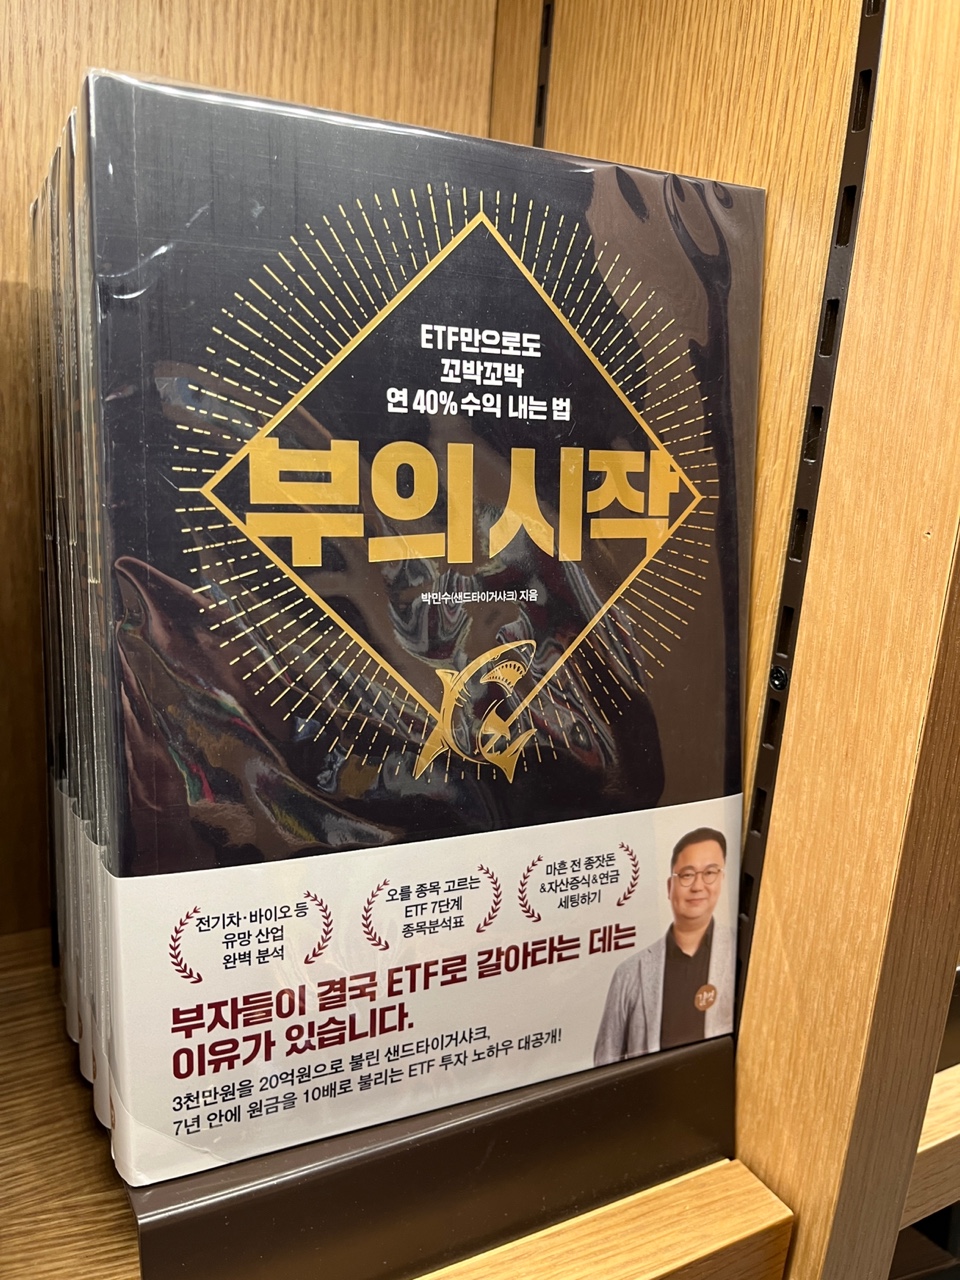 ETF만으로도
꼬박꼬박
연 40% 수익 내는 법
부의 시작
박민수(샌드타이거샤크) 지음
전기차·바이오 등
유망 산업
완벽 분석
오를 종목 고르는
ETF 7단계
종목분석표
마흔 전 종잣돈
&자산증식&연금
세팅하기
부자들이 결국 ETF로 갈아타는 데는
이유가 있습니다.
3천만원을 20억원으로 불린 샌드타이거샤크,
7년 안에 원금을 10배로 불리는 ETF 투자 노하우 대공개!
길벗